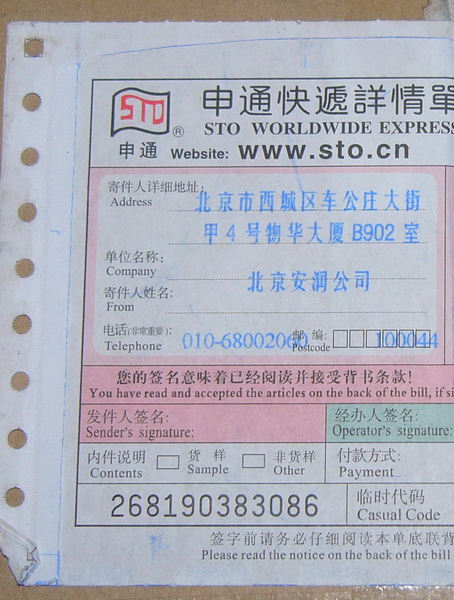 STO ® 申通快遞詳情單
STO WORLDWIDE EXPRESS
申通 Website: www.sto.cn
寄件人详细地址:
Address
北京市西城区车公庄大街
甲4号物华大厦B902室
单位名称:
Company
北京安润公司
寄件人姓名:
From
电话(非常重要): 010-68002060 邮编: 100044
Telephone Postcode
您的签名意味着已经阅读并接受背书条款!
You have read and accepted the articles on the back of the bill, if si
发件人签名: 经办人签名:
Sender's signature: Operator's signature:
内件说明 货样 非货样 付款方式:
Contents Sample Other Payment
268190383086 临时代码
Casual Code
签字前请务必仔细阅读本单底联背
Please read the notice on the back of the bill